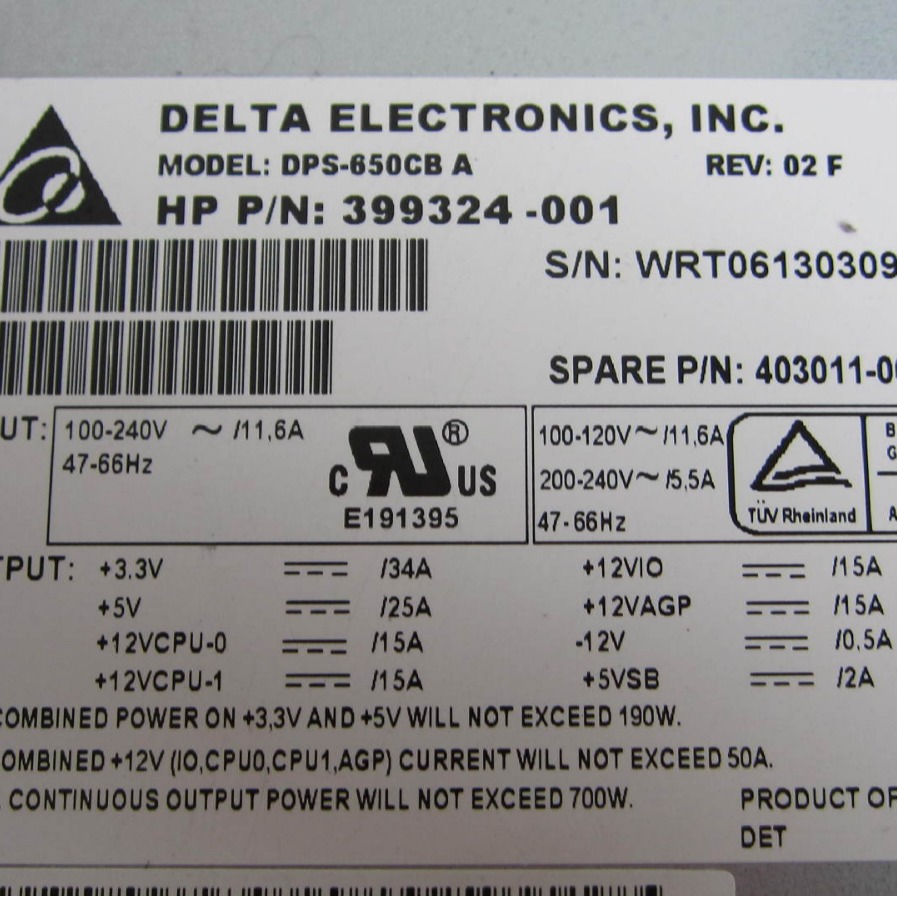 DELTA ELECTRONICS, INC.
MODEL: DPS-650CB A REV: 02 F
HP P/N: 399324-001
S/N: WRT06130309
SPARE P/N: 403011-0
UT: 100-240V ~ /11,6A
47-66Hz
C RU ® US
E191395
100-120V~ /11,6A
200-240V~ /5,5A
47-66Hz
TÜV Rheinland
B
G
A
TPUT: +3.3V /34A +12VIO /15A
+5V /25A +12VAGP /15A
+12VCPU-0 /15A -12V /0,5A
+12VCPU-1 /15A +5VSB /2A
COMBINED POWER ON +3,3V AND +5V WILL NOT EXCEED 190W.
OMBINED +12V (IO,CPU0,CPU1,AGP) CURRENT WILL NOT EXCEED 50A.
CONTINUOUS OUTPUT POWER WILL NOT EXCEED 700W.
PRODUCT OF
DET